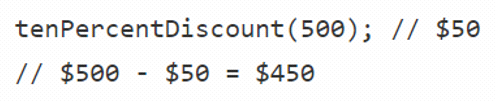 tenPercentDiscount(500); // $50
// $500 - $50 = $450